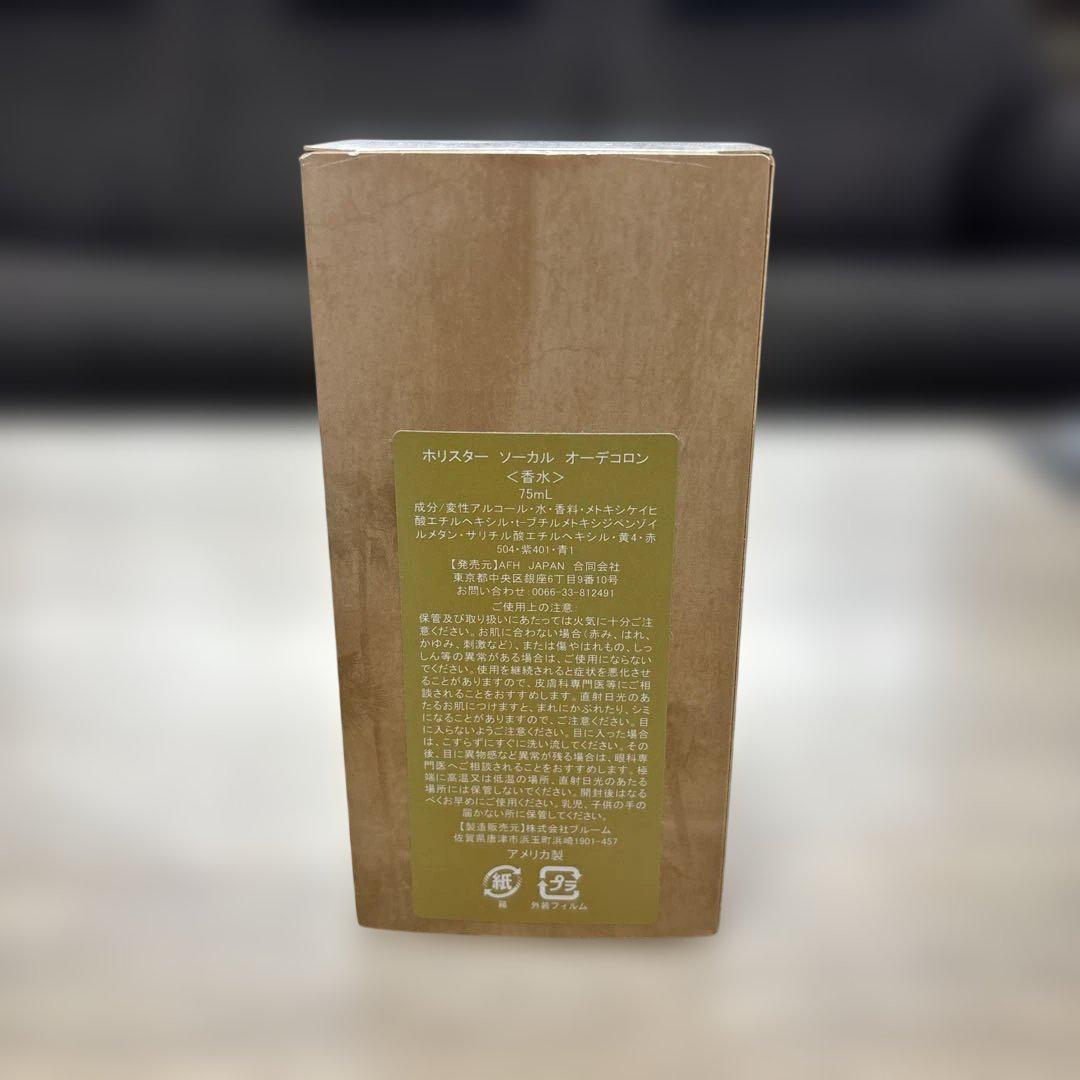 ホリスター ソーカル オーデコロン
＜香水＞
75mL
成分/変性アルコール・水・香料・メトキシケイヒ
酸エチルヘキシル・t-ブチルメトキシジベンゾイ
ルメタン・サリチル酸エチルヘキシル・黄4・赤
504・紫401・青1
【発売元】AFH JAPAN 合同会社
東京都中央区銀座6丁目9番10号
お問い合わせ:0066-33-812491
ご使用上の注意:
保管及び取り扱いにあたっては火気に十分ご注
意ください。お肌に合わない場合(赤み、はれ、
かゆみ、刺激など)、または傷やはれもの、しっ
しん等の異常がある場合は、ご使用にならない
でください。使用を継続されると症状を悪化させ
ることがありますので、皮膚科専門医等にご相
談されることをおすすめします。直射日光のあ
たるお肌につけますと、まれにかぶれたり、シミ
になることがありますので、ご注意ください。目
に入らないようご注意ください。目に入った場合
は、こすらずにすぐに洗い流してください。その
後、目に異物感など異常が残る場合は、眼科専
門医へご相談されることをおすすめします。極
端に高温又は低温の場所、直射日光のあたる
場所には保管しないでください。開封後はなる
べくお早めにご使用ください。乳児、子供の手の
届かない所に保管してください。
【製造販売元】株式会社ブルーム
佐賀県唐津市浜玉町浜崎1901-457
アメリカ製
紙 プラ
箱 外装フィルム